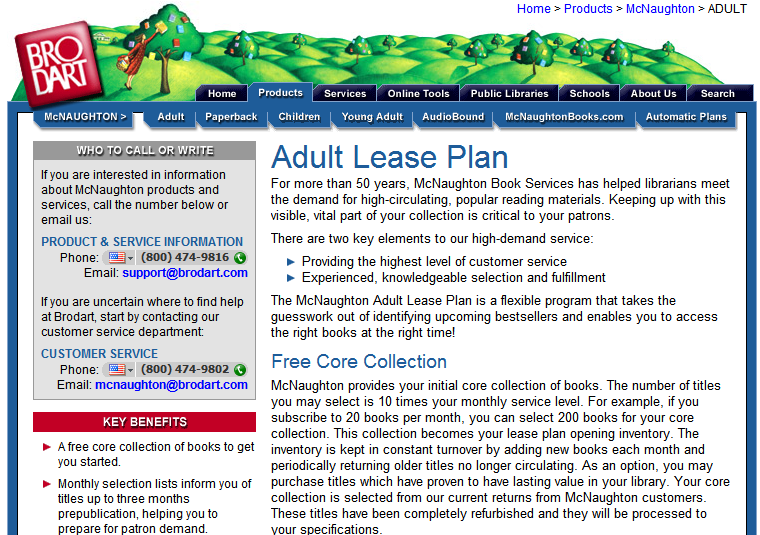 Home > Products > McNaughton > ADULT
BRO
DART
Home
Products
Services
Online Tools
Public Libraries
Schools
About Us
Search
McNAUGHTON >
Adult
Paperback
Children
Young Adult
AudioBound
McNaughtonBooks.com
Automatic Plans
WHO TO CALL OR WRITE
If you are interested in information
about McNaughton products and
services, call the number below or
email us:
PRODUCT & SERVICE INFORMATION
Phone: (800) 474-9816
Email: support@brodart.com
If you are uncertain where to find help
at Brodart, start by contacting our
customer service department:
CUSTOMER SERVICE
Phone: (800) 474-9802
Email: mcnaughton@brodart.com
KEY BENEFITS
A free core collection of books to get
you started.
Monthly selection lists inform you of
titles up to three months
prepublication, helping you to
prepare for patron demand.
Adult Lease Plan
For more than 50 years, McNaughton Book Services has helped librarians meet
the demand for high-circulating, popular reading materials. Keeping up with this
visible, vital part of your collection is critical to your patrons.
There are two key elements to our high-demand service:
Providing the highest level of customer service
Experienced, knowledgeable selection and fulfillment
The McNaughton Adult Lease Plan is a flexible program that takes the
guesswork out of identifying upcoming bestsellers and enables you to access
the right books at the right time!
Free Core Collection
McNaughton provides your initial core collection of books. The number of titles
you may select is 10 times your monthly service level. For example, if you
subscribe to 20 books per month, you can select 200 books for your core
collection. This collection becomes your lease plan opening inventory. The
inventory is kept in constant turnover by adding new books each month and
periodically returning older titles no longer circulating. As an option, you may
purchase titles which have proven to have lasting value in your library. Your core
collection is selected from our current returns from McNaughton customers.
These titles have been completely refurbished and they will be processed to
your specifications.